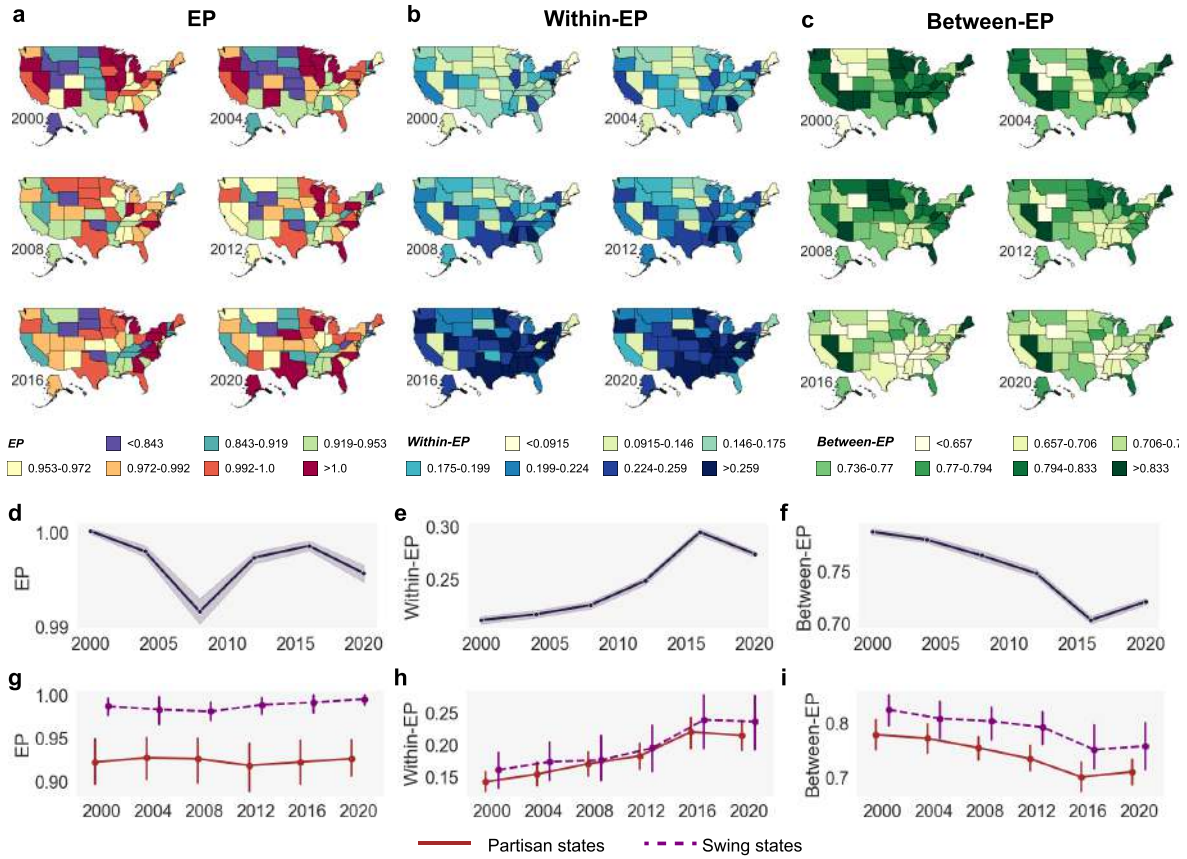 a EP b Within-EP c Between-EP
2000 2004 2000 2004 2000 2004
2008 2012 2008 2012 2008 2012
2016 2020 2016 2020 2016 2020
EP <0.843 0.843-0.919 0.919-0.953
0.953-0.972 0.972-0.992 0.992-1.0 >1.0
Within-EP <0.0915 0.0915-0.146 0.146-0.175
0.175-0.199 0.199-0.224 0.224-0.259 >0.259
Between-EP <0.657 0.657-0.706 0.706-0.7
0.736-0.77 0.77-0.794 0.794-0.833 >0.833
d
EP
1.00
0.99
2000 2005 2010 2015 2020
e
Within-EP
0.30
0.25
2000 2005 2010 2015 2020
f
Between-EP
0.75
0.70
2000 2005 2010 2015 2020
g
EP
1.00
0.95
0.90
2000 2004 2008 2012 2016 2020
h
Within-EP
0.25
0.20
0.15
2000 2004 2008 2012 2016 2020
i
Between-EP
0.8
0.7
2000 2004 2008 2012 2016 2020
Partisan states Swing states